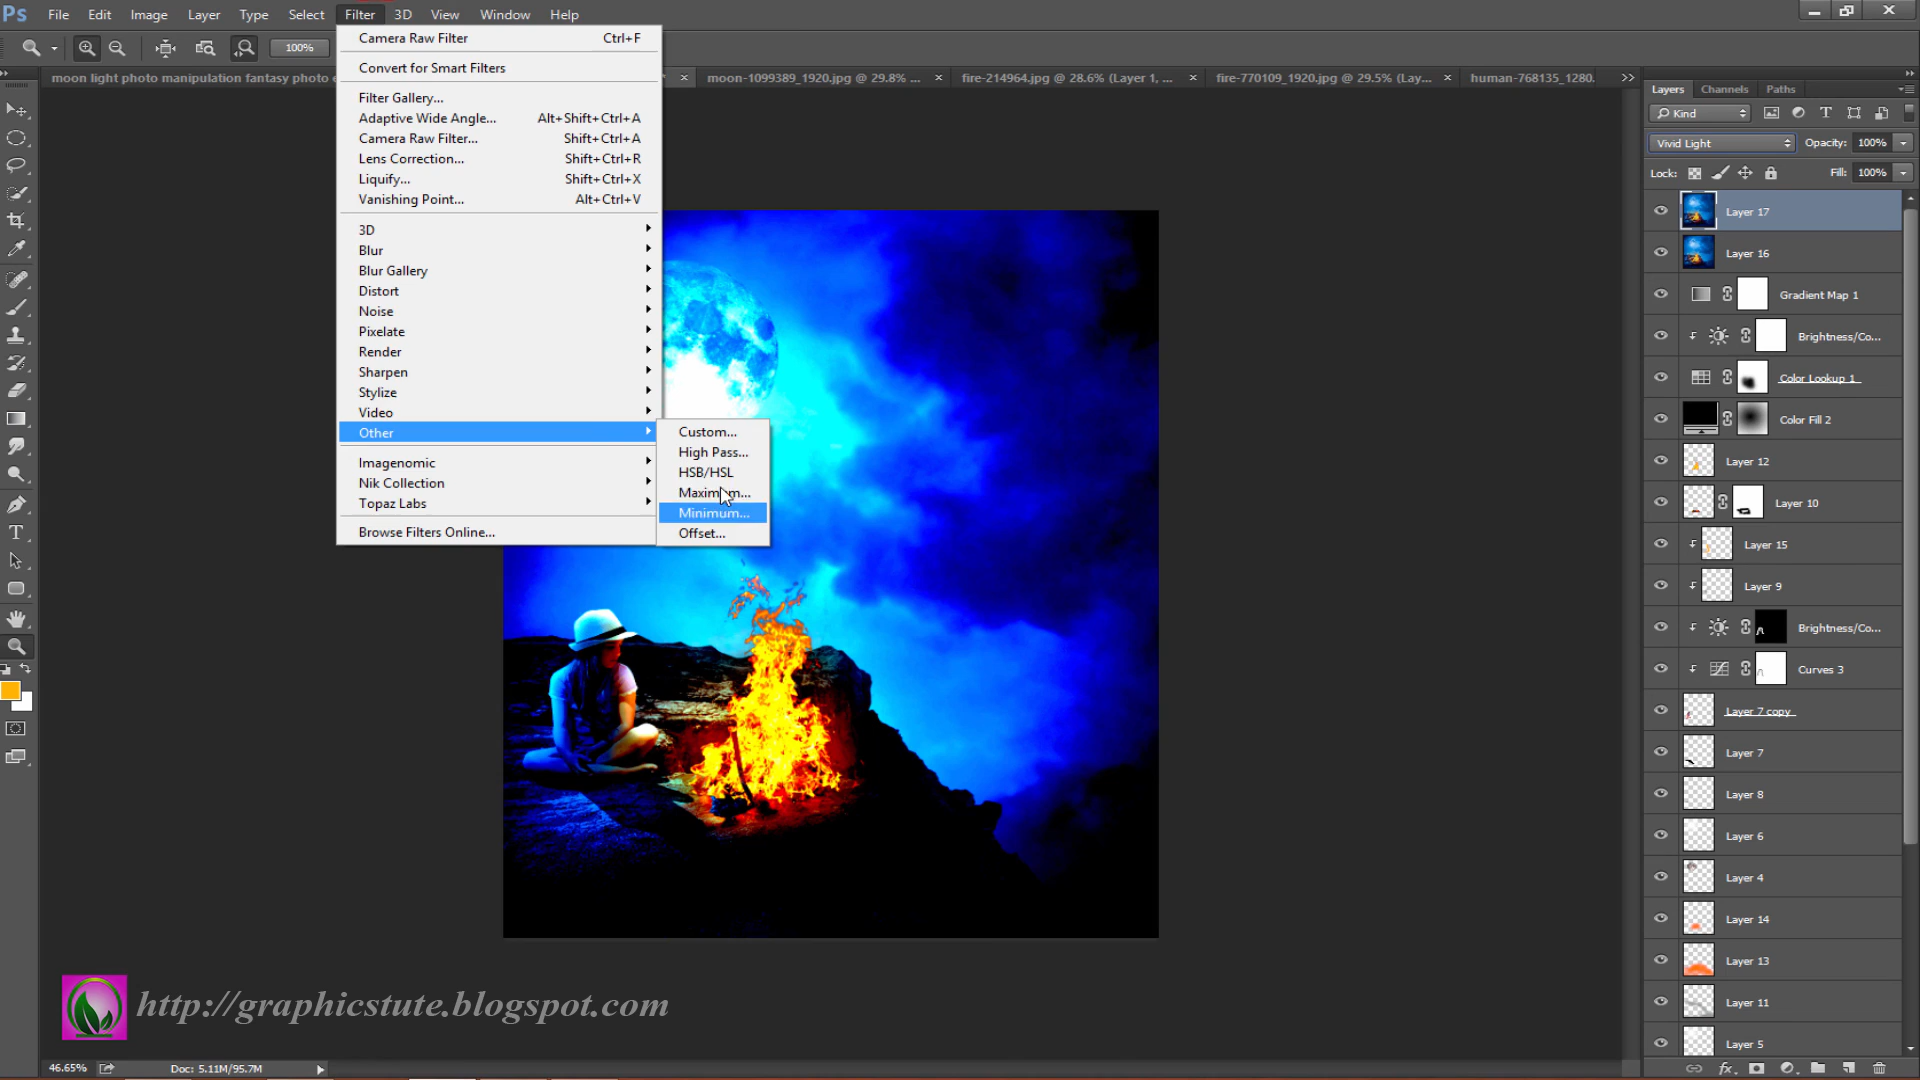 Ps File Edit Image Layer Type Select Filter 3D View Window Help
100%
moon light photo manipulation fantasy photo e
moon-1099389_1920.jpg @ 29.8% ...
fire-214964.jpg @ 28.6% (Layer 1, ...
fire-770109_1920.jpg @ 29.5% (Lay...
human-768135_1280.
Camera Raw Filter Ctrl+F
Convert for Smart Filters
Filter Gallery...
Adaptive Wide Angle... Alt+Shift+Ctrl+A
Camera Raw Filter... Shift+Ctrl+A
Lens Correction... Shift+Ctrl+R
Liquify... Shift+Ctrl+X
Vanishing Point... Alt+Ctrl+V
3D
Blur
Blur Gallery
Distort
Noise
Pixelate
Render
Sharpen
Stylize
Video
Other
Imagenomic
Nik Collection
Topaz Labs
Browse Filters Online...
Custom...
High Pass...
HSB/HSL
Maximum...
Minimum...
Offset...
Layers Channels Paths
Kind
Vivid Light Opacity: 100%
Lock: Fill: 100%
Layer 17
Layer 16
Gradient Map 1
Brightness/Co...
Color Lookup 1
Color Fill 2
Layer 12
Layer 10
Layer 15
Layer 9
Brightness/Co...
Curves 3
Layer 7 copy
Layer 7
Layer 8
Layer 6
Layer 4
Layer 14
Layer 13
Layer 11
Layer 5
http://graphicstute.blogspot.com
46.65% Doc: 5.11M/95.7M